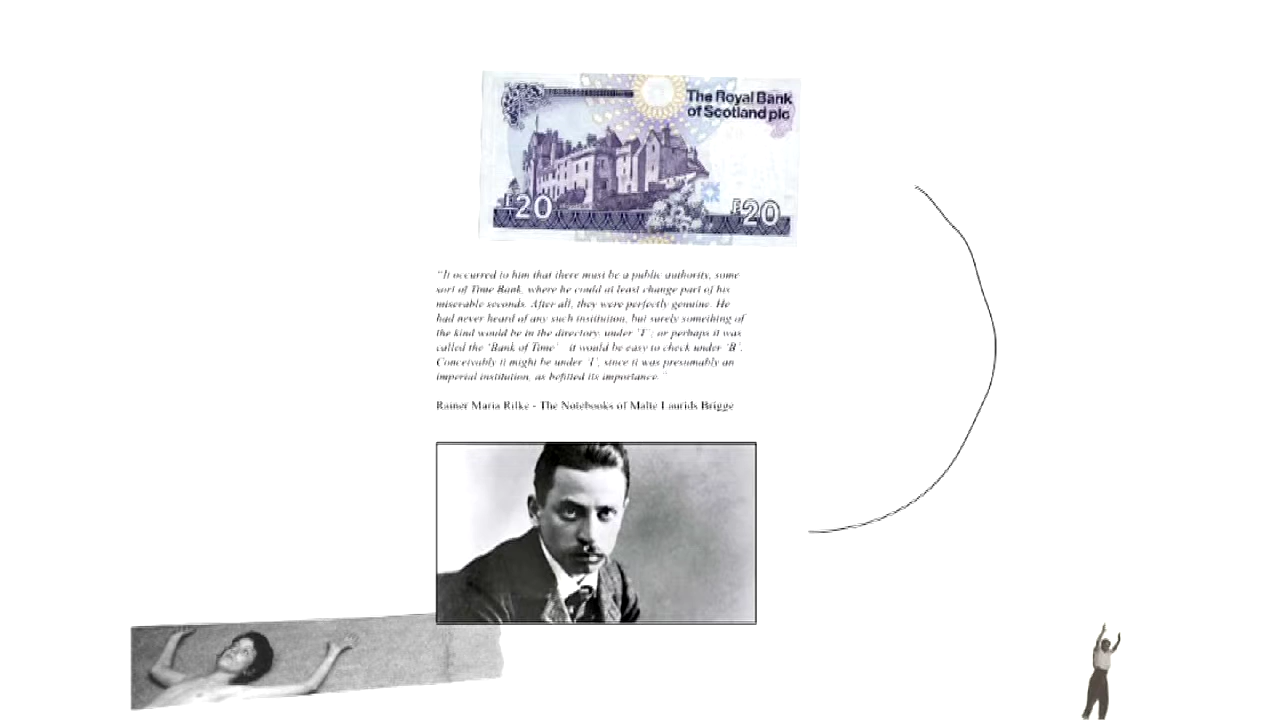 The Royal Bank
of Scotland plc
£20
£20
“It occurred to him that there must be a public authority, some
sort of Time Bank, where he could at least change part of his
miserable seconds. After all, they were perfectly genuine. He
had never heard of any such institution, but surely something of
the kind would be in the directory, under ‘T’; or perhaps it was
called the ‘Bank of Time’ it would be easy to check under ‘B’.
Conceivably it might be under ‘I’, since it was presumably an
imperial institution, as befitted its importance.”
Rainer Maria Rilke - The Notebooks of Malte Laurids Brigge